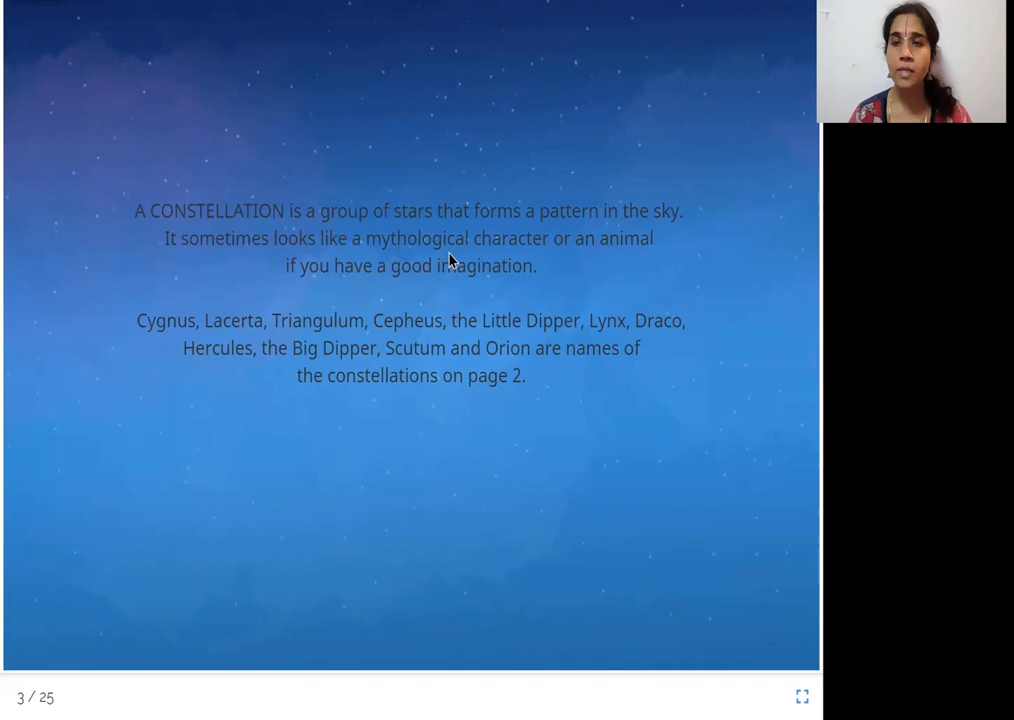 A CONSTELLATION is a group of stars that forms a pattern in the sky.
It sometimes looks like a mythological character or an animal
if you have a good imagination.
Cygnus, Lacerta, Triangulum, Cepheus, the Little Dipper, Lynx, Draco,
Hercules, the Big Dipper, Scutum and Orion are names of
the constellations on page 2.
3 / 25